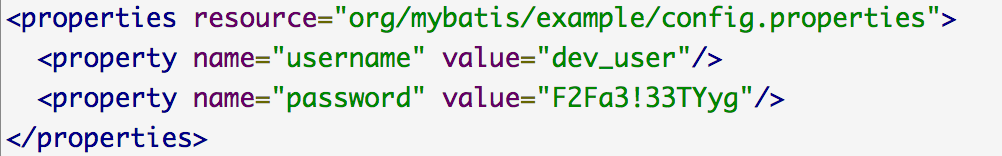 <properties resource="org/mybatis/example/config.properties">
  <property name="username" value="dev_user"/>
  <property name="password" value="F2Fa3!33TYyg"/>
</properties>